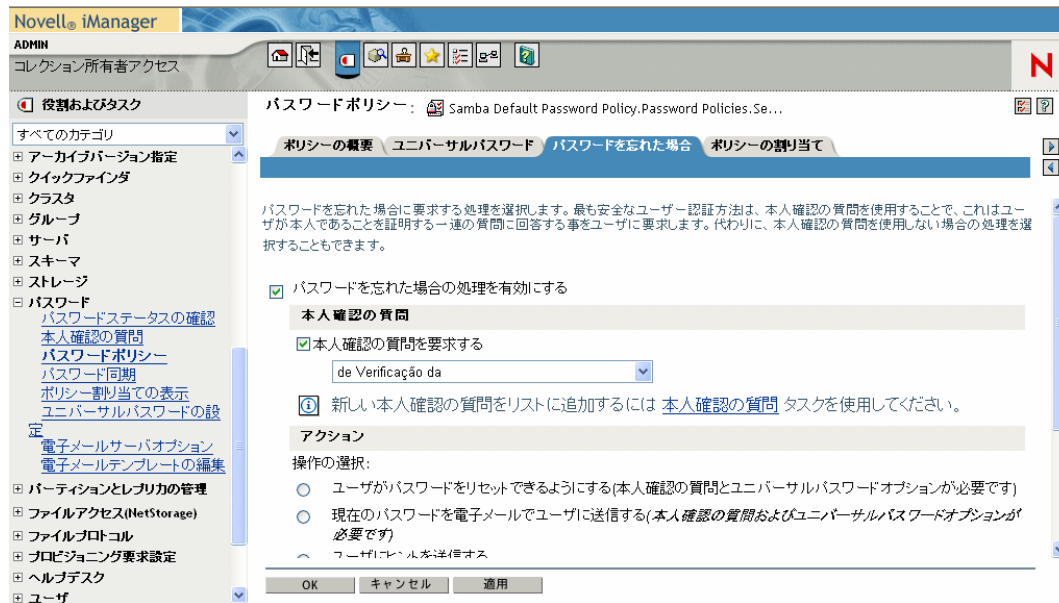 Novell® iManager
ADMIN
コレクション所有者アクセス
N
役割およびタスク
すべてのカテゴリ
アーカイブバージョン指定
クイックファインダ
クラスタ
グループ
サーバ
スキーマ
ストレージ
パスワード
パスワードステータスの確認
本人確認の質問
パスワードポリシー
パスワード同期
ポリシー割り当ての表示
ユニバーサルパスワードの設
定
電子メールサーバオプション
電子メールテンプレートの編集
パーティションとレプリカの管理
ファイルアクセス(NetStorage)
ファイルプロトコル
プロビジョニング要求設定
ヘルプデスク
ユーザ
パスワードポリシー: Samba Default Password Policy.Password Policies.Se...
ポリシーの概要 ユニバーサルパスワード パスワードを忘れた場合 ポリシーの割り当て
パスワードを忘れた場合に要求する処理を選択します。最も安全なユーザー認証方法は、本人確認の質問を使用することで、これはユー
ザが本人であることを証明する一連の質問に回答する事をユーザに要求します。代わりに、本人確認の質問を使用しない場合の処理を選
択することもできます。
パスワードを忘れた場合の処理を有効にする
本人確認の質問
本人確認の質問を要求する
de Verificação da
新しい本人確認の質問をリストに追加するには 本人確認の質問 タスクを使用してください。
アクション
操作の選択:
ユーザがパスワードをリセットできるようにする(本人確認の質問とユニバーサルパスワードオプションが必要です)
現在のパスワードを電子メールでユーザに送信する(本人確認の質問およびユニバーサルパスワードオプションが
必要です)
ユーザにヒントを送信する
OK キャンセル 適用